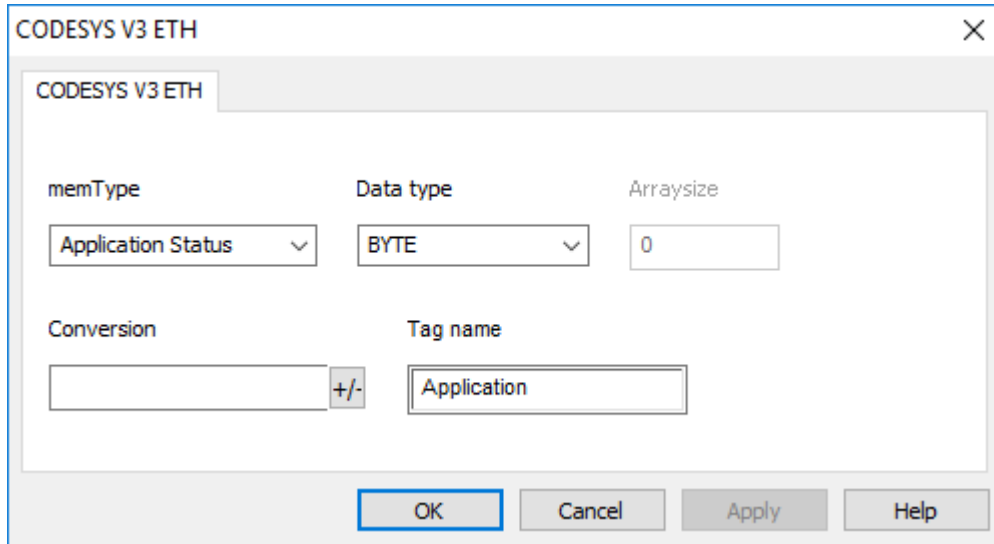 CODESYS V3 ETH
CODESYS V3 ETH
memType Data type Arraysize
Application Status BYTE 0
Conversion Tag name
+/- Application
OK Cancel Apply Help